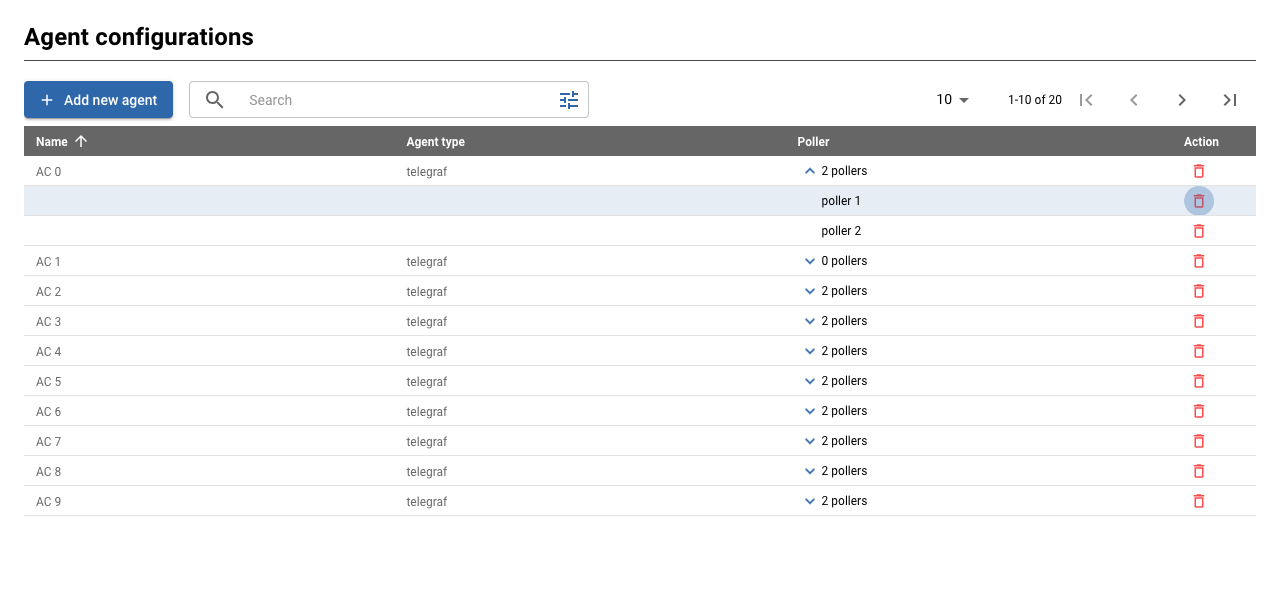 Agent configurations
Add new agent
Search
10
1-10 of 20
Name Agent type Poller Action
AC 0 telegraf 2 pollers
poller 1
poller 2
AC 1 telegraf 0 pollers
AC 2 telegraf 2 pollers
AC 3 telegraf 2 pollers
AC 4 telegraf 2 pollers
AC 5 telegraf 2 pollers
AC 6 telegraf 2 pollers
AC 7 telegraf 2 pollers
AC 8 telegraf 2 pollers
AC 9 telegraf 2 pollers